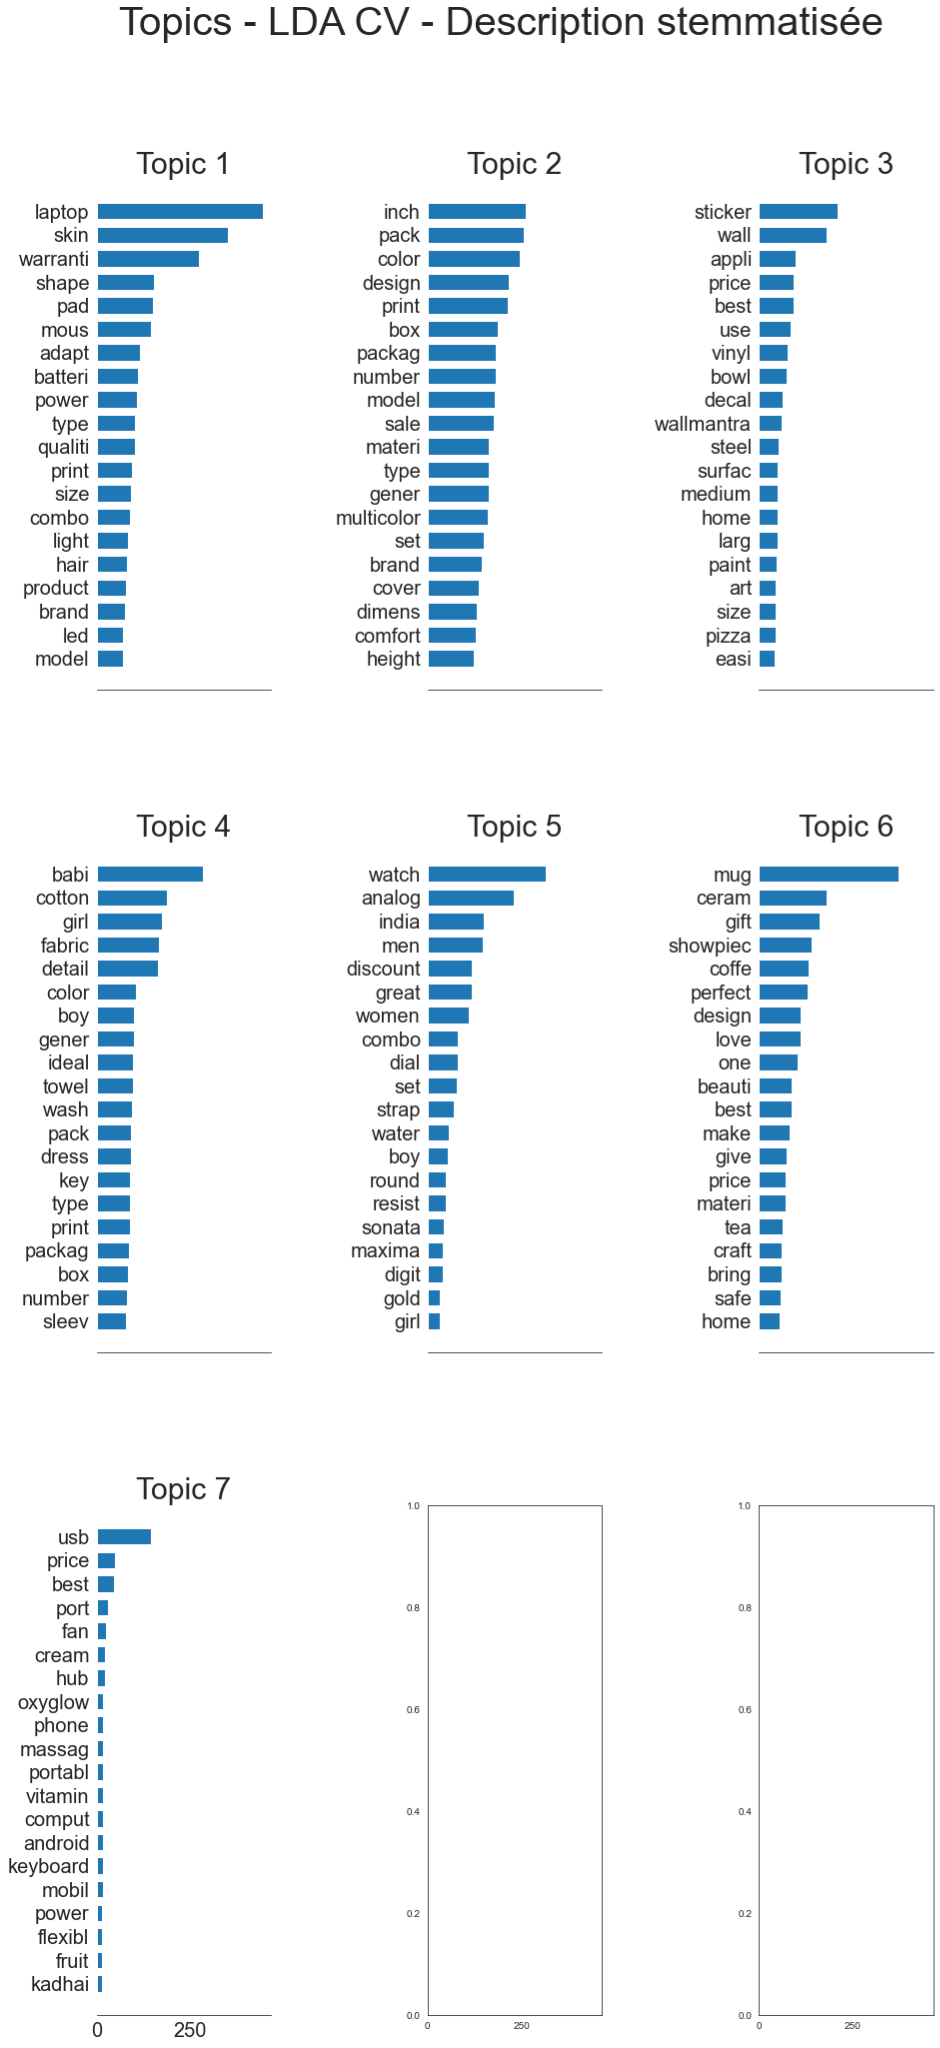 Topics - LDA CV - Description stemmatisée
Topic 1
laptop
skin
warranti
shape
pad
mous
adapt
batteri
power
type
qualiti
print
size
combo
light
hair
product
brand
led
model
Topic 2
inch
pack
color
design
print
box
packag
number
model
sale
materi
type
gener
multicolor
set
brand
cover
dimens
comfort
height
Topic 3
sticker
wall
appli
price
best
use
vinyl
bowl
decal
wallmantra
steel
surfac
medium
home
larg
paint
art
size
pizza
easi
Topic 4
babi
cotton
girl
fabric
detail
color
boy
gener
ideal
towel
wash
pack
dress
key
type
print
packag
box
number
sleev
Topic 5
watch
analog
india
men
discount
great
women
combo
dial
set
strap
water
boy
round
resist
sonata
maxima
digit
gold
girl
Topic 6
mug
ceram
gift
showpiec
coffe
perfect
design
love
one
beauti
best
make
give
price
materi
tea
craft
bring
safe
home
Topic 7
usb
price
best
port
fan
cream
hub
oxyglow
phone
massag
portabl
vitamin
comput
android
keyboard
mobil
power
flexibl
fruit
kadhai
0 250
1.0
0.8
0.6
0.4
0.2
0.0
0 250
1.0
0.8
0.6
0.4
0.2
0.0
0 250